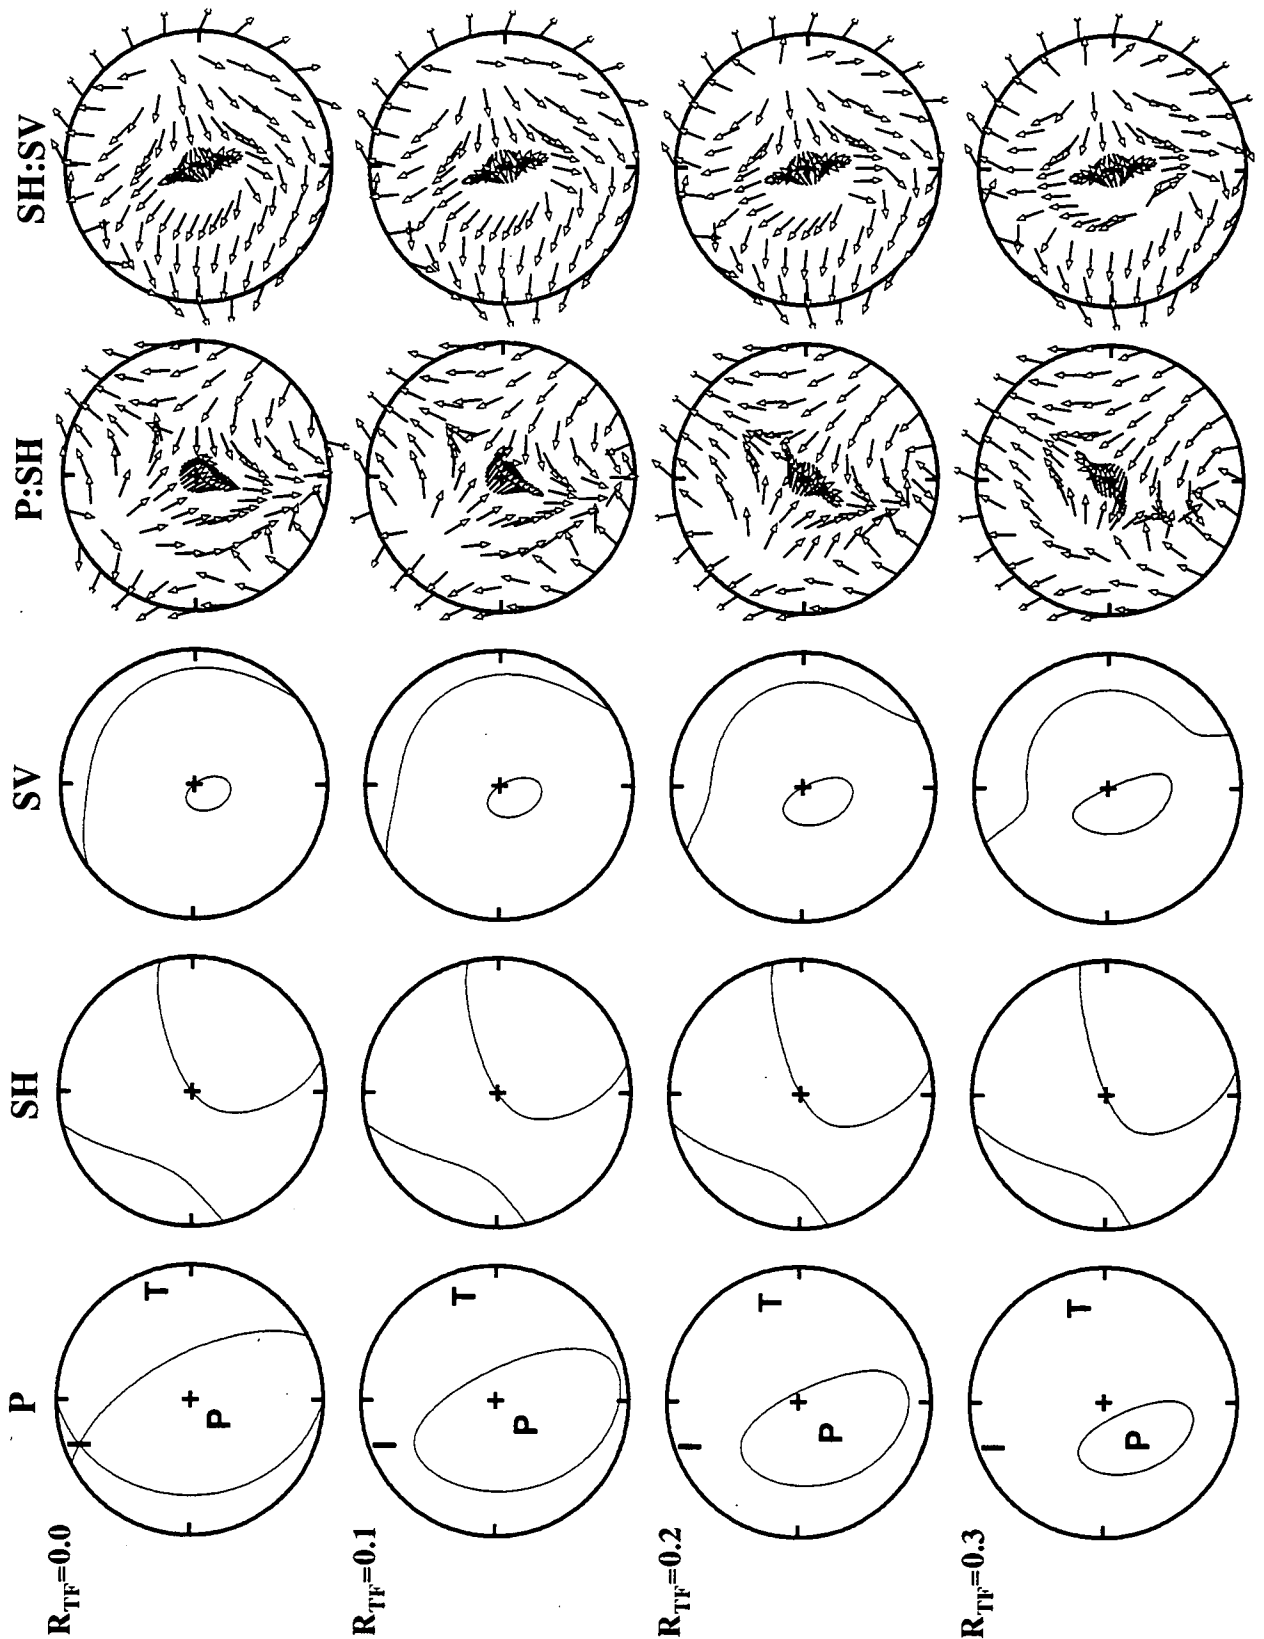 P SH SV P:SH SH:SV
R_TF=0.0
I T
P
R_TF=0.1
I T
P
R_TF=0.2
I T
P
R_TF=0.3
I T
P